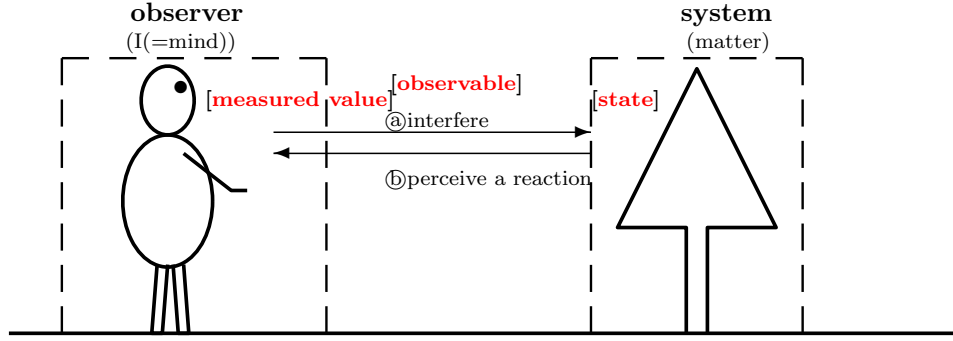 observer
(I(=mind))
system
(matter)
[observable]
[measured value]
[state]
ⓐinterfere
ⓑperceive a reaction